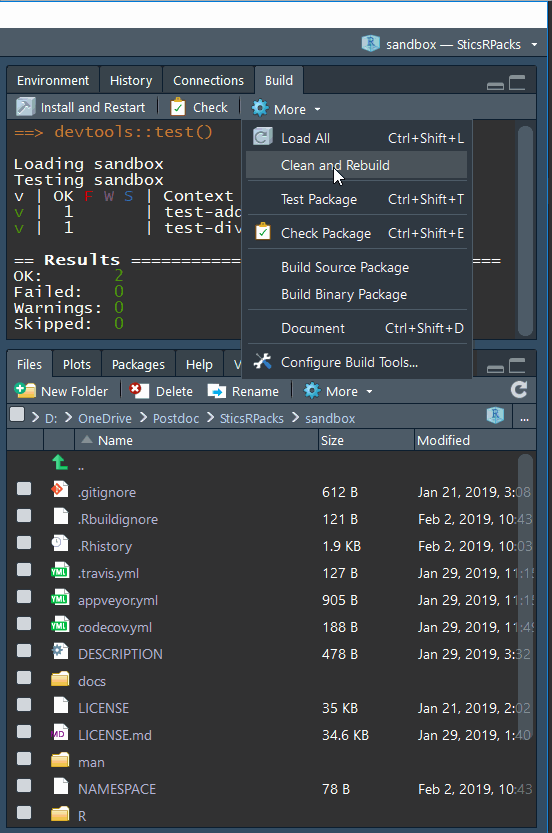 sandbox — SticsRPacks
Environment History Connections Build
Install and Restart Check More
==> devtools::test()
Load All Ctrl+Shift+L
Loading sandbox
Clean and Rebuild
Testing sandbox
v | OK F W S | Context
Test Package Ctrl+Shift+T
v | 1 | test-add
v | 1 | test-div
Check Package Ctrl+Shift+E
== Results ==
OK: 2
Build Source Package
Failed: 0
Build Binary Package
Warnings: 0
Skipped: 0
Document Ctrl+Shift+D
Configure Build Tools...
Files Plots Packages Help V
New Folder Delete Rename More
D: > OneDrive > Postdoc > SticsRPacks > sandbox ...
Name Size Modified
..
.gitignore 612 B Jan 21, 2019, 3:08
.Rbuildignore 121 B Feb 2, 2019, 10:43
.Rhistory 1.9 KB Feb 2, 2019, 10:03
.travis.yml 127 B Jan 29, 2019, 11:15
appveyor.yml 905 B Jan 29, 2019, 11:15
codecov.yml 188 B Jan 29, 2019, 11:49
DESCRIPTION 478 B Jan 29, 2019, 3:32
docs
LICENSE 35 KB Jan 21, 2019, 2:02
LICENSE.md 34.6 KB Jan 29, 2019, 1:40
man
NAMESPACE 78 B Feb 2, 2019, 10:43
R